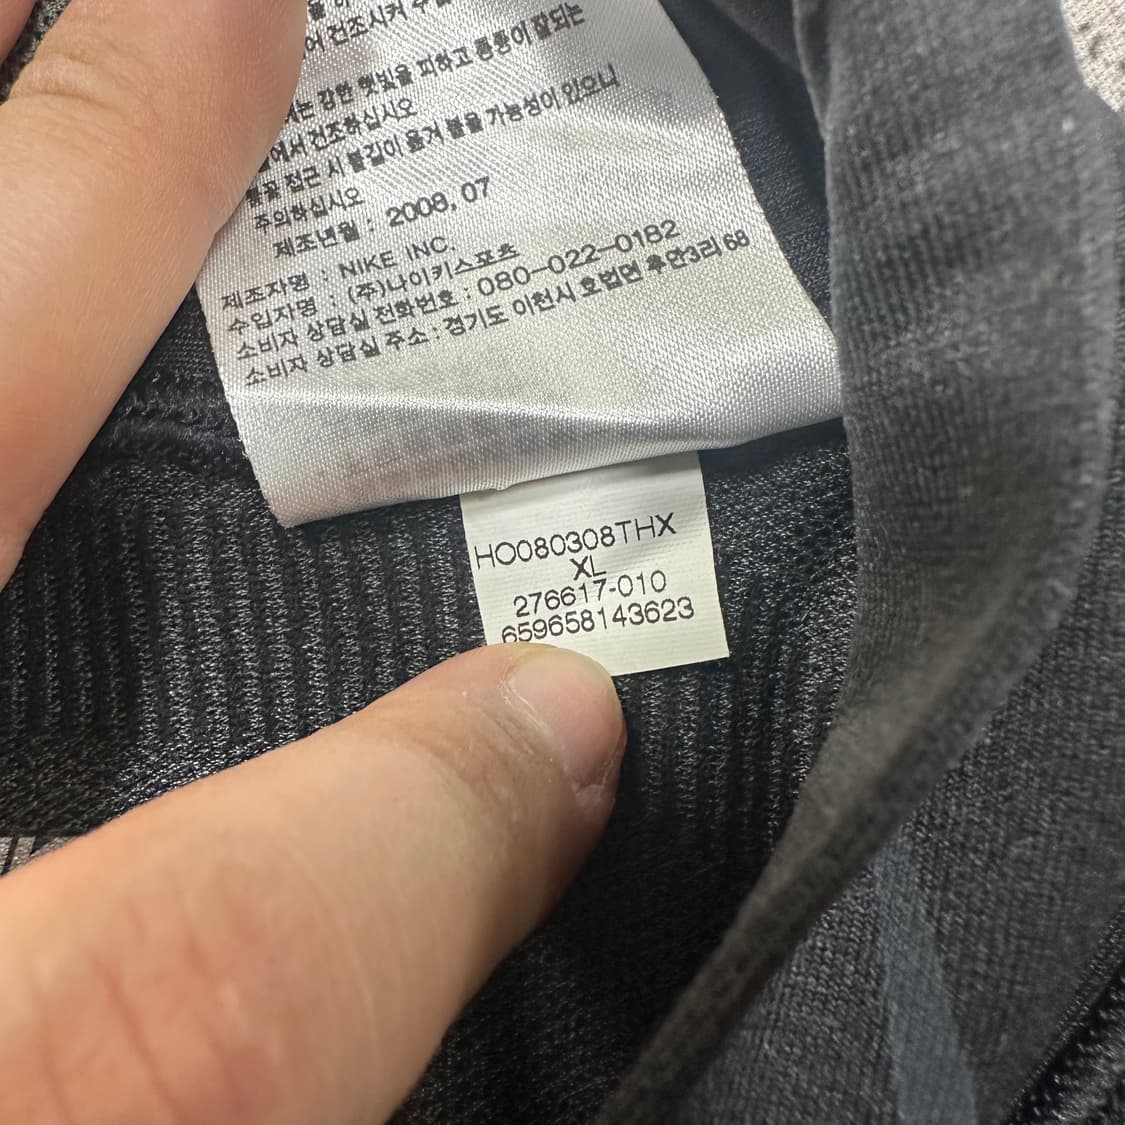 건조시켜
는 강한 햇빛을 피하고 통풍이 잘되는
에서 건조하십시오
불꽃 접근 시 불길이 옮겨 붙을 가능성이 있으니
주의하십시오
제조년월 : 2008. 07
제조자명 : NIKE INC.
수입자명 : (주)나이키스포츠
소비자 상담실 전화번호 : 080-022-0182
소비자 상담실 주소 : 경기도 이천시 호법면 후안3리 68
HO080308THX
XL
276617-010
659658143623